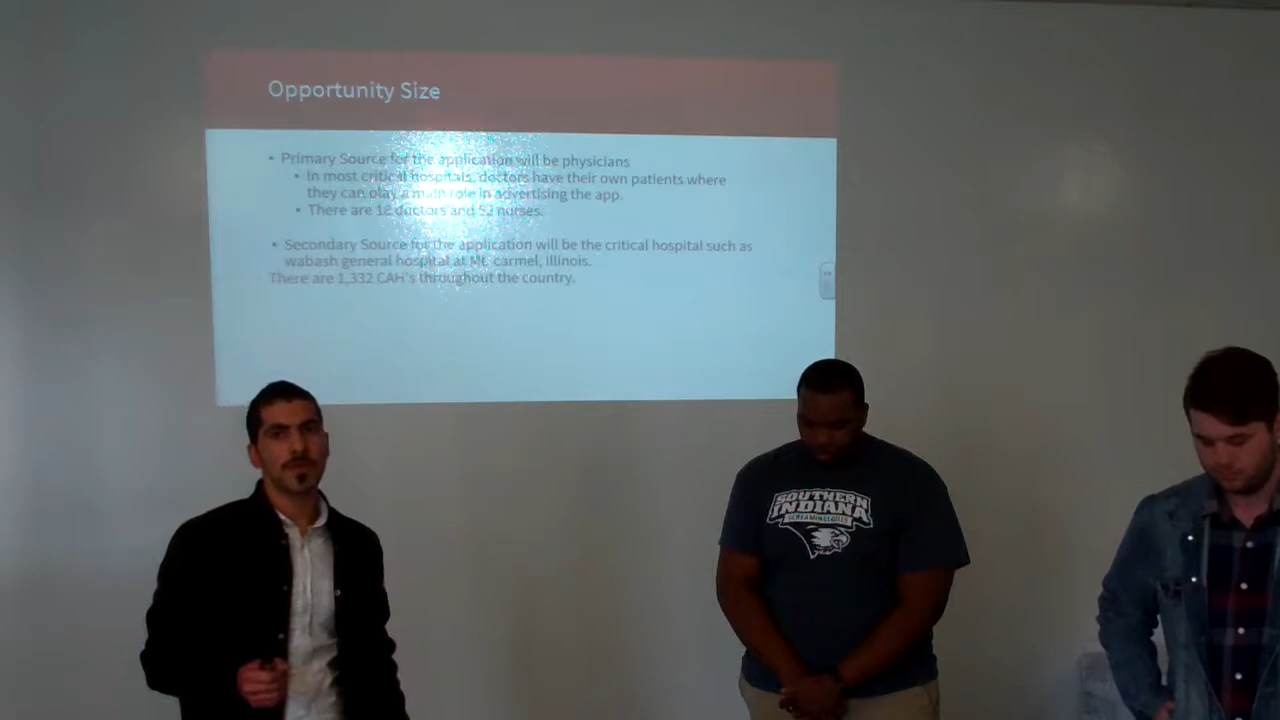 Opportunity Size
• Primary Source for the application will be physicians
• In most critical hospitals, doctors have their own patients where
they can play a main role in advertising the app.
• There are 12 doctors and 52 nurses.
• Secondary Source for the application will be the critical hospital such as
wabash general hospital at Mt. carmel, Illinois.
There are 1,332 CAH's throughout the country.
SOUTHERN
INDIANA
SCREAMING EAGLES